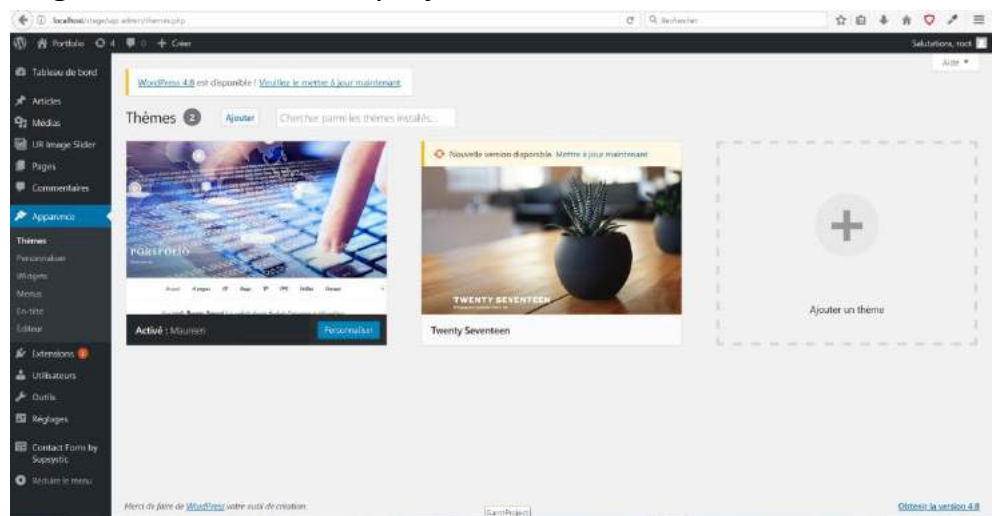 localhost/stage/wp-admin/themes.php
Rechercher
Portfolio 4 0 + Créer
Salutations, root
Aide
Tableau de bord
Articles
Médias
UR Image Slider
Pages
Commentaires
Apparence
Thèmes
Personnaliser
Widgets
Menus
En-tête
Éditeur
Extensions
Utilisateurs
Outils
Réglages
Contact Form by
Supsystic
Réduire le menu
WordPress 4.8 est disponible ! Veuillez le mettre à jour maintenant.
Thèmes 2 Ajouter Chercher parmi les thèmes installés...
PORTFOLIO
Activé : Maureen Personnaliser
Nouvelle version disponible. Mettre à jour maintenant
TWENTY SEVENTEEN
Twenty Seventeen
Ajouter un thème
Merci de faire de WordPress votre outil de création.
GanttProject
Obtenir la version 4.8